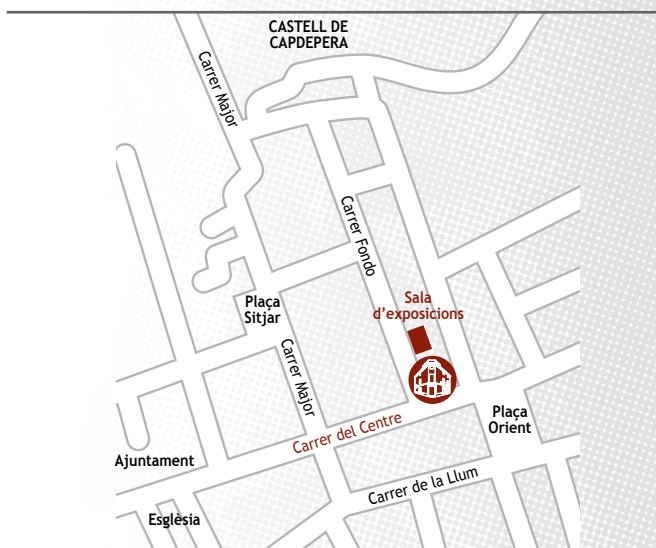 CASTELL DE
CAPDEPERA
Carrer Major
Carrer Fondo
Sala
d'exposicions
Plaça
Sitjar
Carrer Major
Plaça
Orient
Carrer del Centre
Ajuntament
Carrer de la Llum
Esglèsia